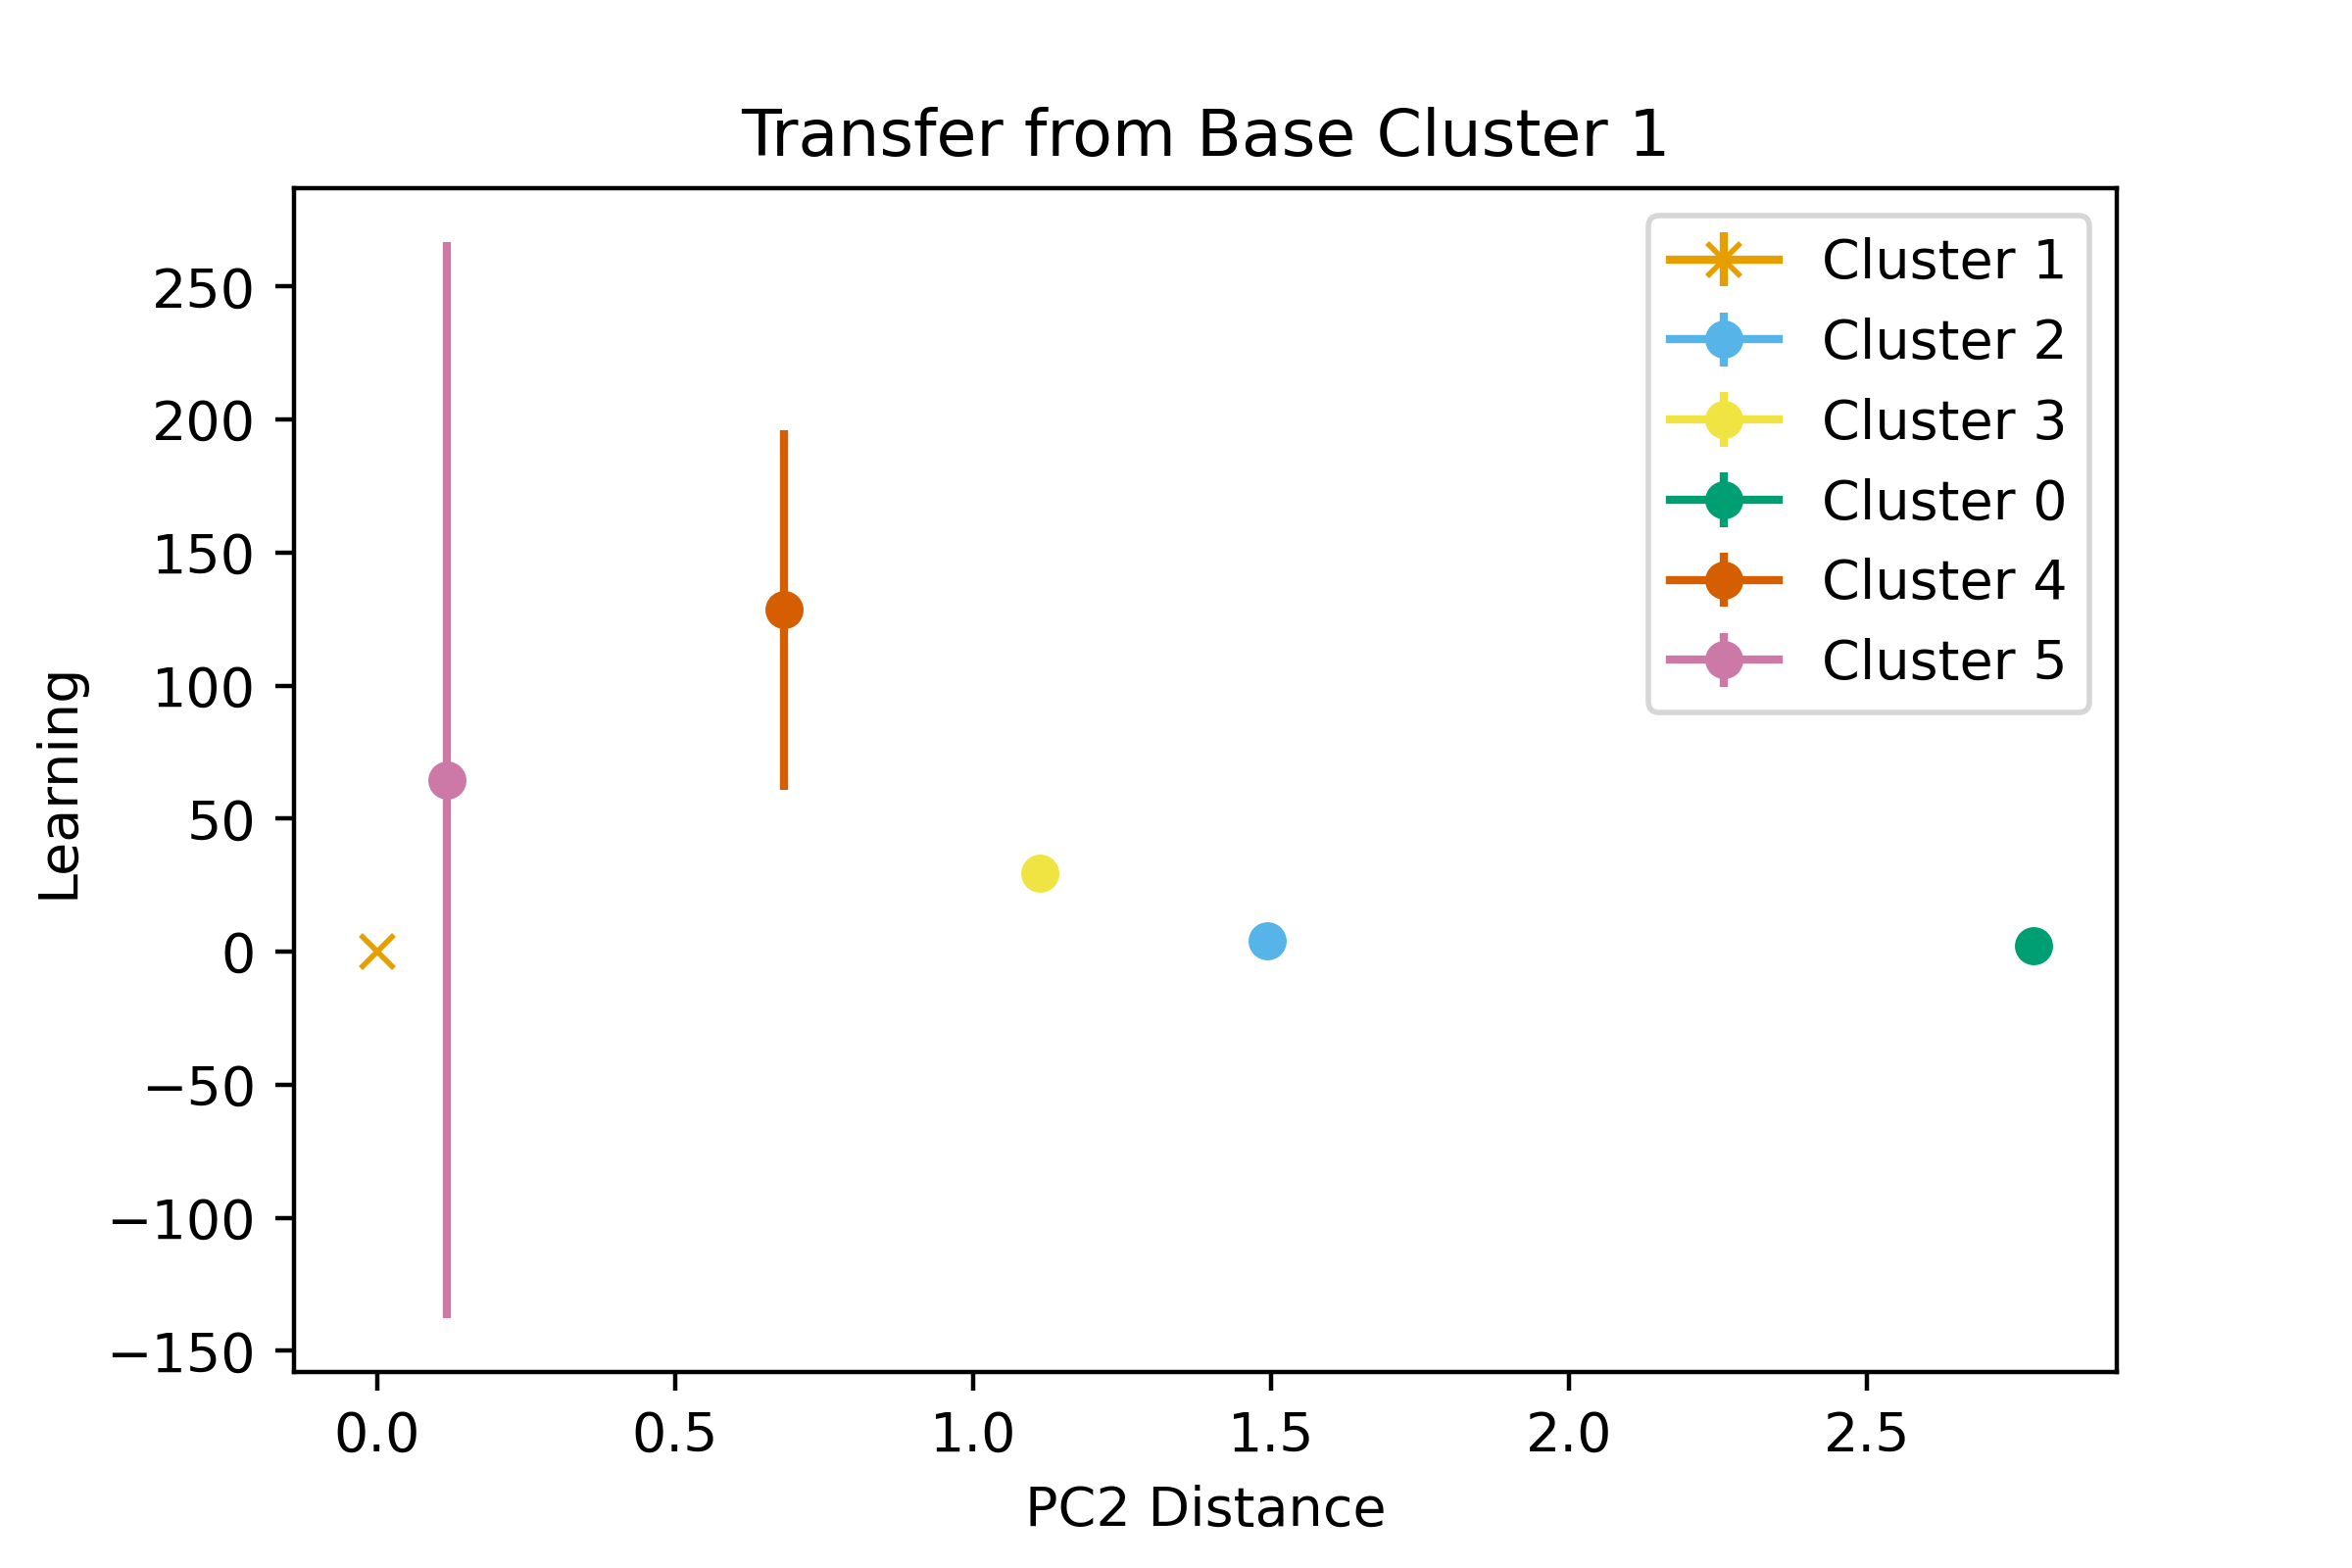 Transfer from Base Cluster 1
Learning
250
200
150
100
50
0
−50
−100
−150
Cluster 1
Cluster 2
Cluster 3
Cluster 0
Cluster 4
Cluster 5
0.0 0.5 1.0 1.5 2.0 2.5
PC2 Distance